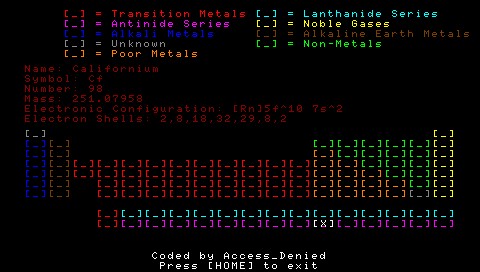 [_] = Transition Metals [_] = Lanthanide Series
[_] = Antinide Series [_] = Noble Gases
[_] = Alkali Metals [_] = Alkaline Earth Metals
[_] = Unknown [_] = Non-Metals
[_] = Poor Metals
Name: Californium
Symbol: Cf
Number: 98
Mass: 251.07958
Electronic Configuration: [Rn]5f^10 7s^2
Electron Shells: 2,8,18,32,29,8,2
[_] [_]
[_][_] [_][_][_][_][_][_]
[_][_] [_][_][_][_][_][_]
[_][_][_][_][_][_][_][_][_][_][_][_][_][_][_][_][_][_]
[_][_][_][_][_][_][_][_][_][_][_][_][_][_][_][_][_][_]
[_][_] [_][_][_][_][_][_][_][_][_][_][_][_][_][_][_]
[_][_] [_][_][_][_][_][_][_][_][_][_][_][_][_][_][_]
[_][_][_][_][_][_][_][_][_][_][_][_][_][_][_]
[_][_][_][_][_][_][_][_][_][X][_][_][_][_][_]
Coded by Access_Denied
Press [HOME] to exit